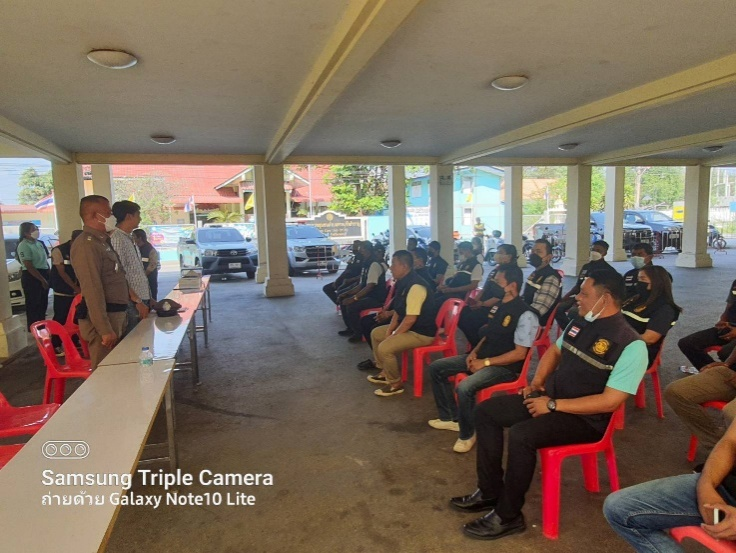 Samsung Triple Camera
ถ่ายด้วย Galaxy Note10 Lite